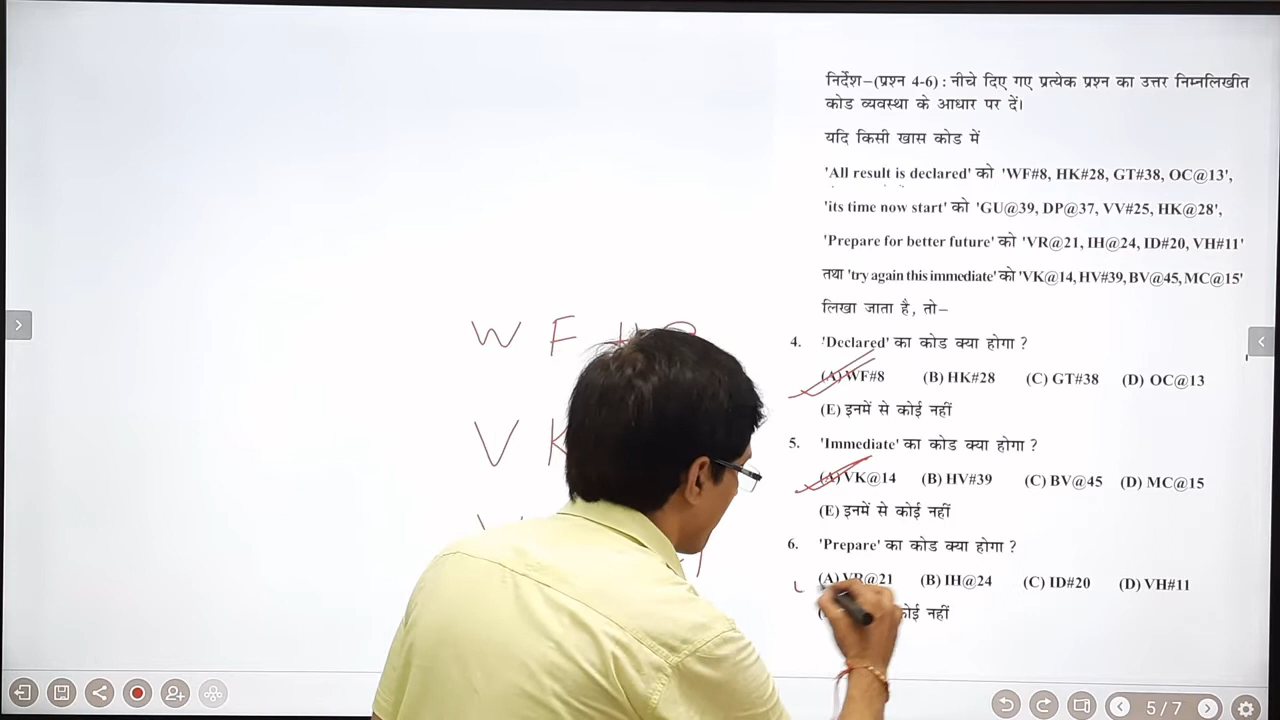 निर्देश–(प्रश्न 4-6) : नीचे दिए गए प्रत्येक प्रश्न का उत्तर निम्नलिखीत
कोड व्यवस्था के आधार पर दें।
यदि किसी खास कोड में
'All result is declared' को 'WF#8, HK#28, GT#38, OC@13',
'its time now start' को 'GU@39, DP@37, VV#25, HK@28',
'Prepare for better future' को 'VR@21, IH@24, ID#20, VH#11'
तथा 'try again this immediate' को 'VK@14, HV#39, BV@45, MC@15'
लिखा जाता है, तो–
4. 'Declared' का कोड क्या होगा ?
(A) WF#8 (B) HK#28 (C) GT#38 (D) OC@13
(E) इनमें से कोई नहीं
5. 'Immediate' का कोड क्या होगा ?
(A) VK@14 (B) HV#39 (C) BV@45 (D) MC@15
(E) इनमें से कोई नहीं
6. 'Prepare' का कोड क्या होगा ?
(A) VR@21 (B) IH@24 (C) ID#20 (D) VH#11
कोई नहीं
W F
V K
5/7